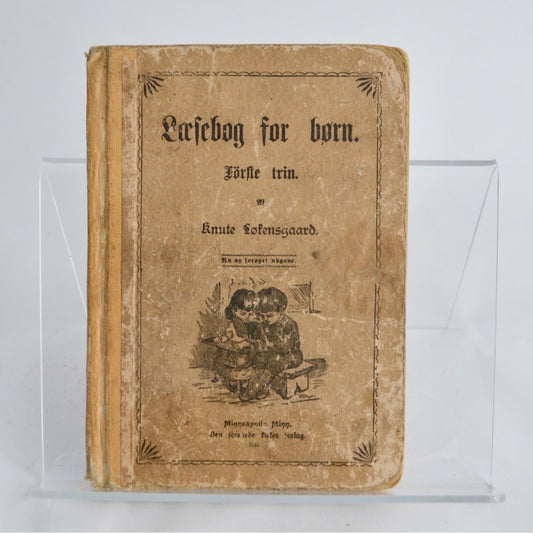 Læsebog for børn.
Förste trin.
Af
Knute Løkensgaard.
Ny og forøget udgave.
Minneapolis Minn.
Den forenede kirkes forlag.